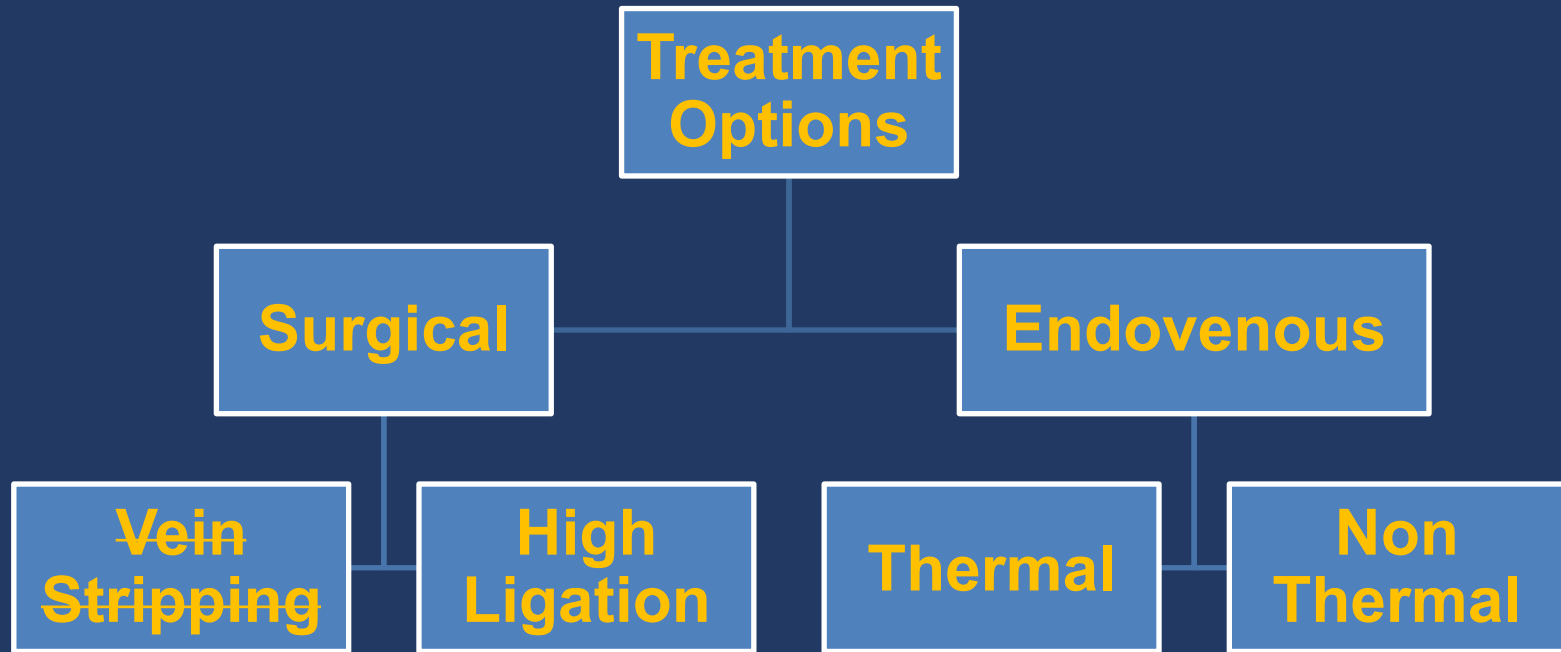 Treatment
Options
Surgical
Endovenous
Vein
Stripping
High
Ligation
Thermal
Non
Thermal